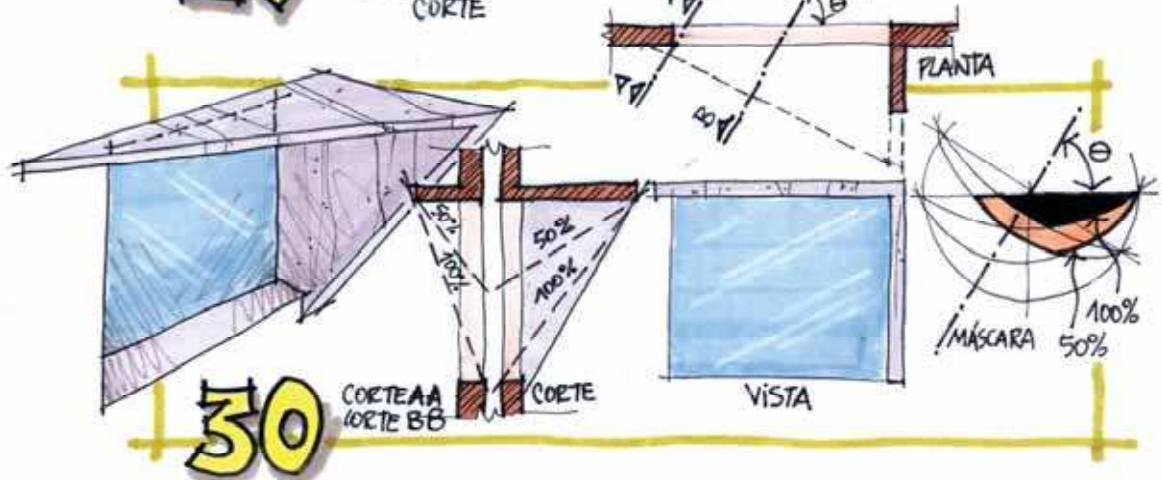 CORTE
θ
PLANTA
B
θ
50%
100%
50%
100%
100%
50%
MÁSCARA
CORTE AA
CORTE BB
CORTE
VISTA
30